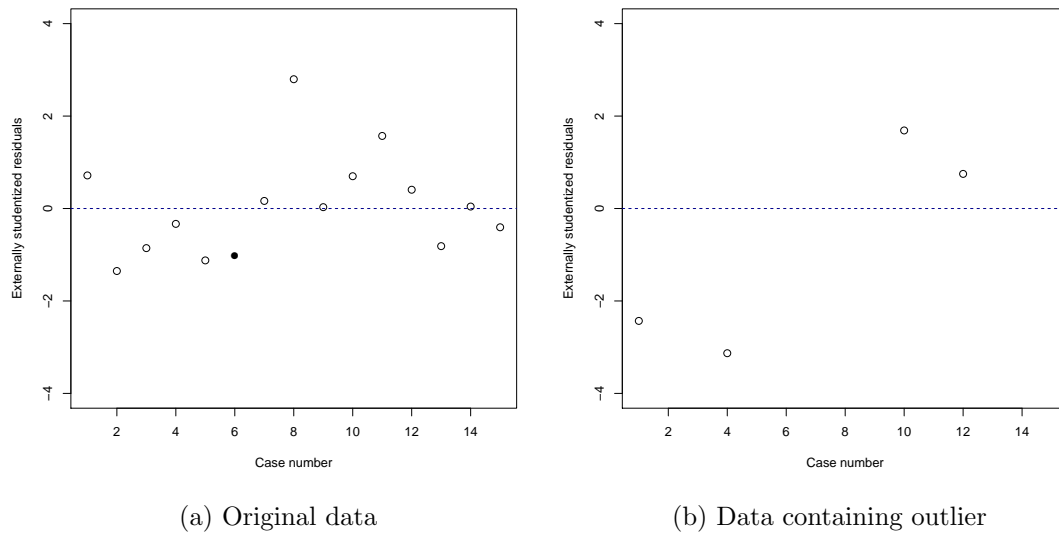 4
2
0
−2
−4
Externally studentized residuals
2 4 6 8 10 12 14
Case number
(a) Original data
4
2
0
−2
−4
Externally studentized residuals
2 4 6 8 10 12 14
Case number
(b) Data containing outlier